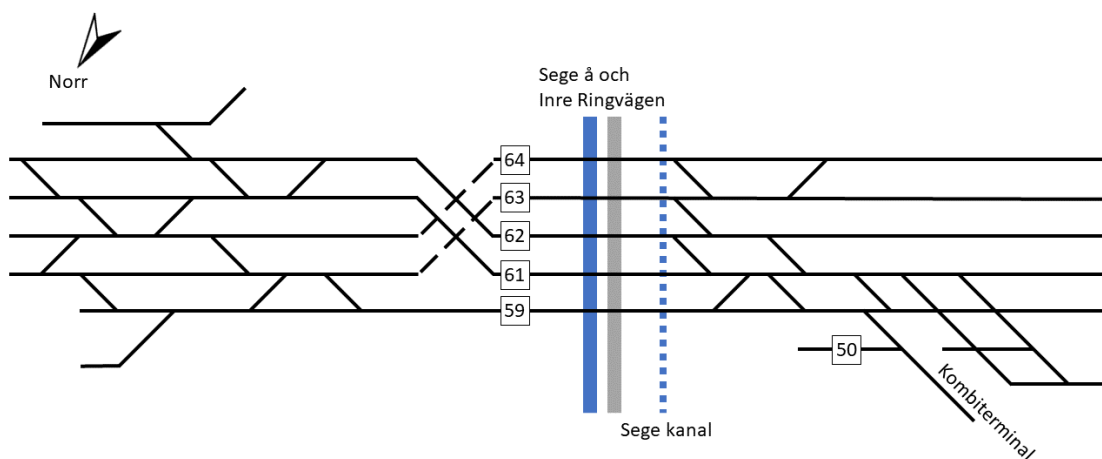 Norr
Sege å och
Inre Ringvägen
64
63
62
61
59
50
Kombiterminal
Sege kanal